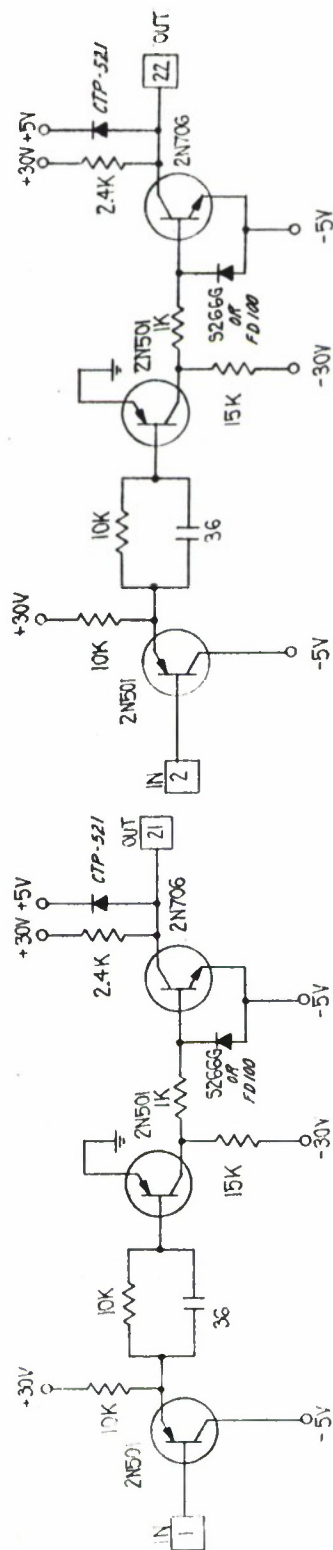 IN
1
2N501
10K
+30V
-5V
10K
36
2N501
1K
15K
-30V
S266G
OR
FD100
2N706
2.4K
+30V
+5V
CTP-521
-5V
OUT
21
IN
2
2N501
10K
+30V
-5V
10K
36
2N501
1K
15K
-30V
S266G
OR
FD100
2N706
2.4K
+30V
+5V
CTP-521
-5V
OUT
22